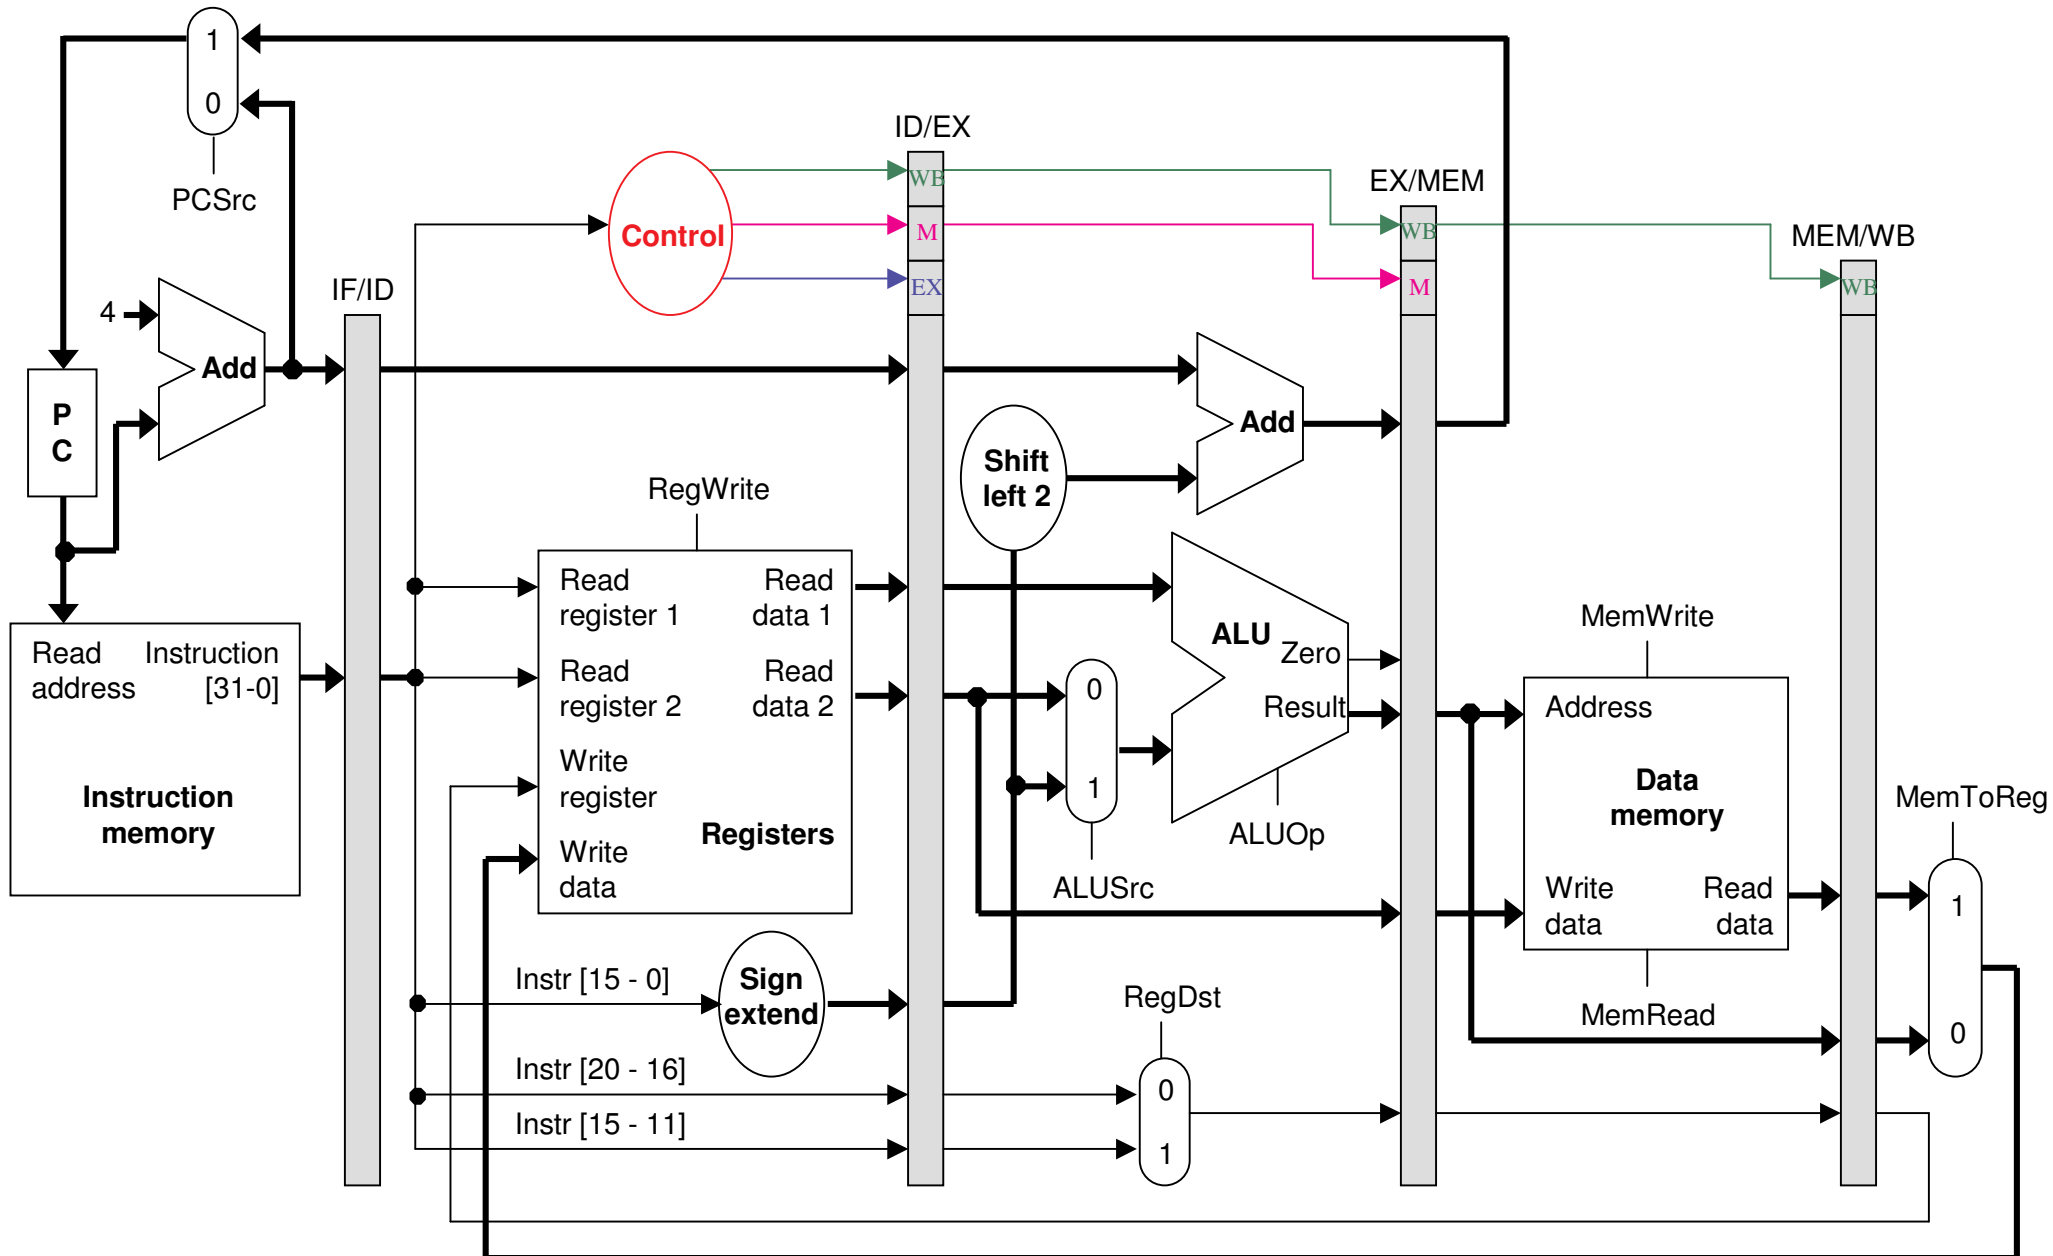 1
0
PCSrc
ID/EX
WB
EX/MEM
Control
M
WB
MEM/WB
IF/ID
EX
M
WB
4
Add
P
C
Add
Shift
left 2
RegWrite
Read
register 1
Read
data 1
Read
register 2
Read
data 2
Write
register
Registers
Write
data
Read
address
Instruction
[31-0]
Instruction
memory
0
1
ALUSrc
ALU
Zero
Result
ALUOp
MemWrite
Address
Data
memory
Write
data
Read
data
MemRead
MemToReg
1
0
Instr [15 - 0]
Sign
extend
RegDst
Instr [20 - 16]
0
Instr [15 - 11]
1